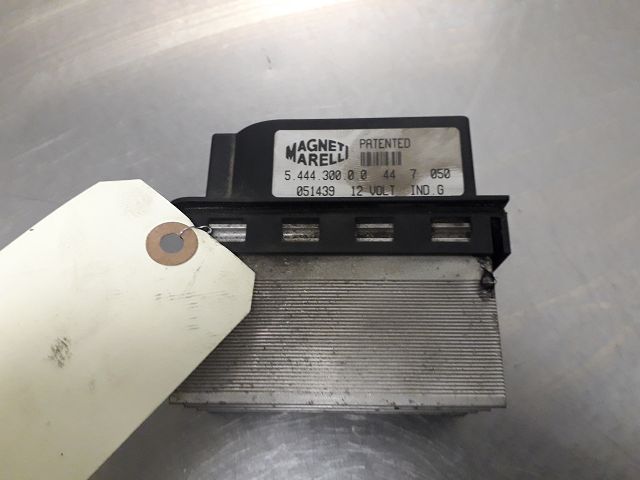 MAGNETI
MARELLI
PATENTED
5.444.300.0.0 44 7 050
051439 12 VOLT IND.G